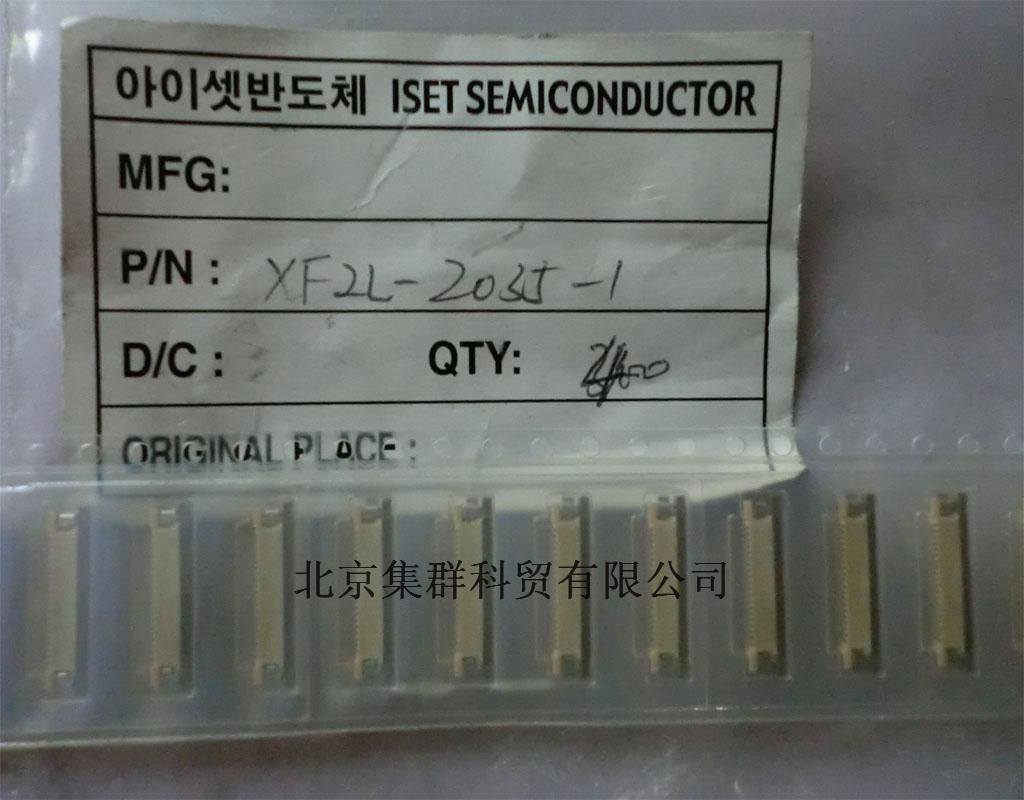 아이셋반도체 ISET SEMICONDUCTOR
MFG:
P/N : XF2L-2035-1
D/C : QTY:
ORIGINAL PLACE :
北京集群科贸有限公司